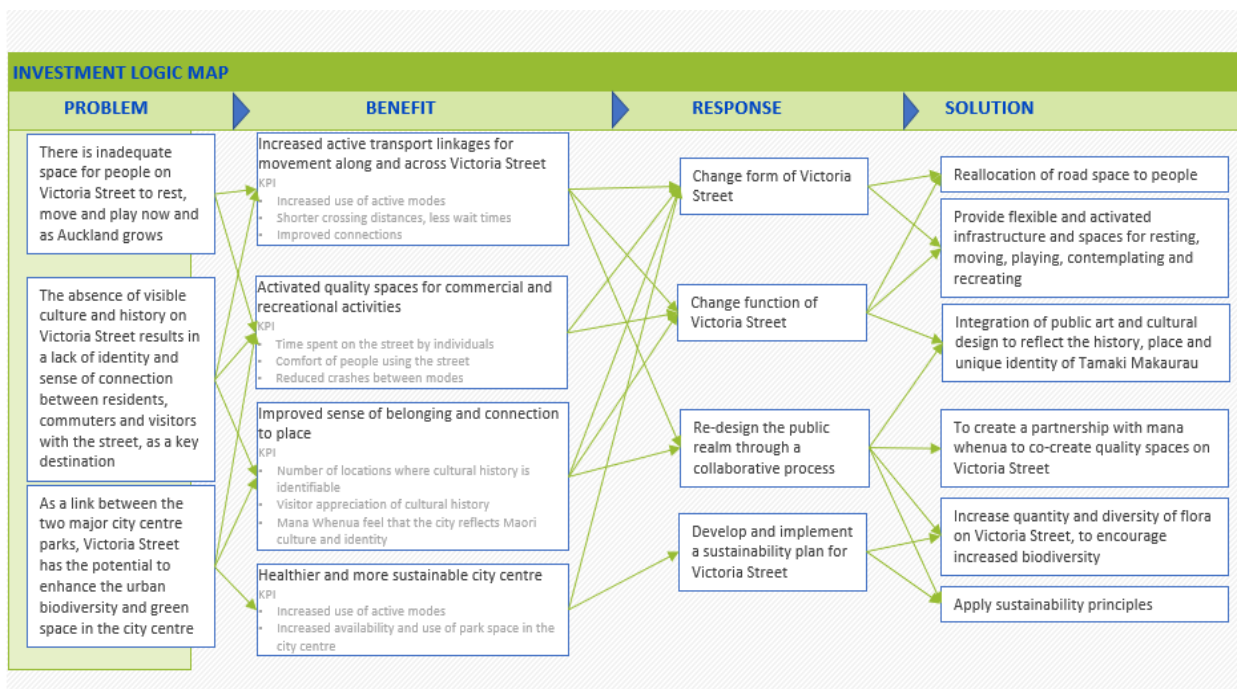 INVESTMENT LOGIC MAP
PROBLEM
BENEFIT
RESPONSE
SOLUTION
There is inadequate
space for people on
Victoria Street to rest,
move and play now and
as Auckland grows
The absence of visible
culture and history on
Victoria Street results in
a lack of identity and
sense of connection
between residents,
commuters and visitors
with the street, as a key
destination
As a link between the
two major city centre
parks, Victoria Street
has the potential to
enhance the urban
biodiversity and green
space in the city centre
Increased active transport linkages for
movement along and across Victoria Street
KPI
• Increased use of active modes
• Shorter crossing distances, less wait times
• Improved connections
Activated quality spaces for commercial and
recreational activities
KPI
• Time spent on the street by individuals
• Comfort of people using the street
• Reduced crashes between modes
Improved sense of belonging and connection
to place
KPI
• Number of locations where cultural history is
identifiable
• Visitor appreciation of cultural history
• Mana Whenua feel that the city reflects Maori
culture and identity
Healthier and more sustainable city centre
KPI
• Increased use of active modes
• Increased availability and use of park space in the
city centre
Change form of Victoria
Street
Change function of
Victoria Street
Re-design the public
realm through a
collaborative process
Develop and implement
a sustainability plan for
Victoria Street
Reallocation of road space to people
Provide flexible and activated
infrastructure and spaces for resting,
moving, playing, contemplating and
recreating
Integration of public art and cultural
design to reflect the history, place and
unique identity of Tamaki Makaurau
To create a partnership with mana
whenua to co-create quality spaces on
Victoria Street
Increase quantity and diversity of flora
on Victoria Street, to encourage
increased biodiversity
Apply sustainability principles